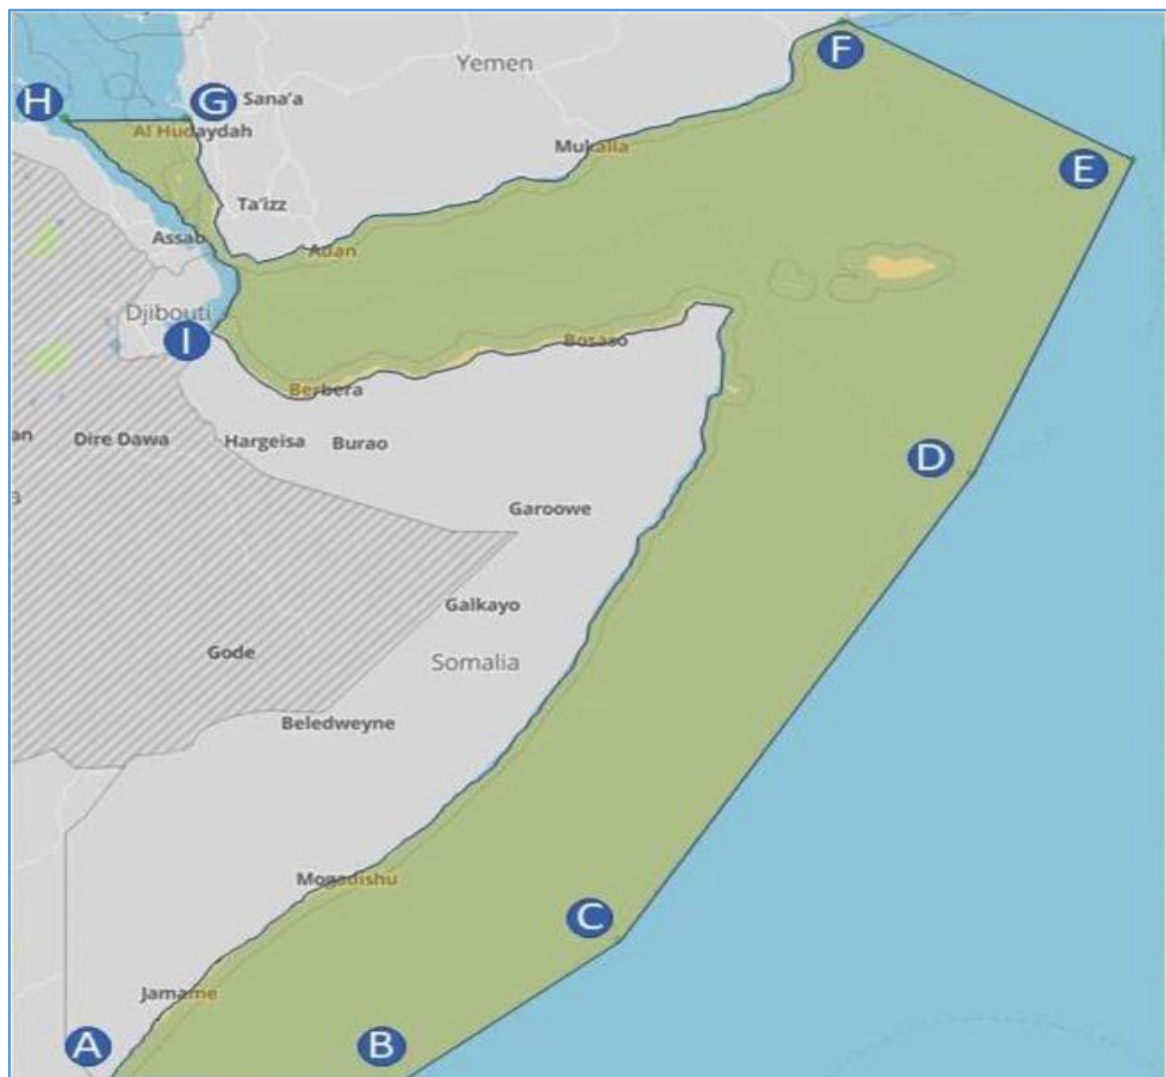 F
Yemen
H
G
Sana'a
Al Hudaydah
Mukalla
E
Ta'izz
Assab
Adan
Djibouti
I
Bosaso
Berbera
an
Dire Dawa
Hargeisa
Burao
D
Garoowe
Galkayo
Gode
Somalia
Beledweyne
Mogadishu
C
Jamame
A
B